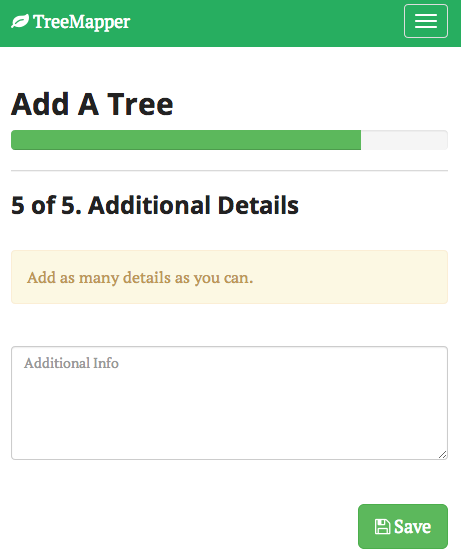 TreeMapper
Add A Tree
5 of 5. Additional Details
Add as many details as you can.
Additional Info
Save